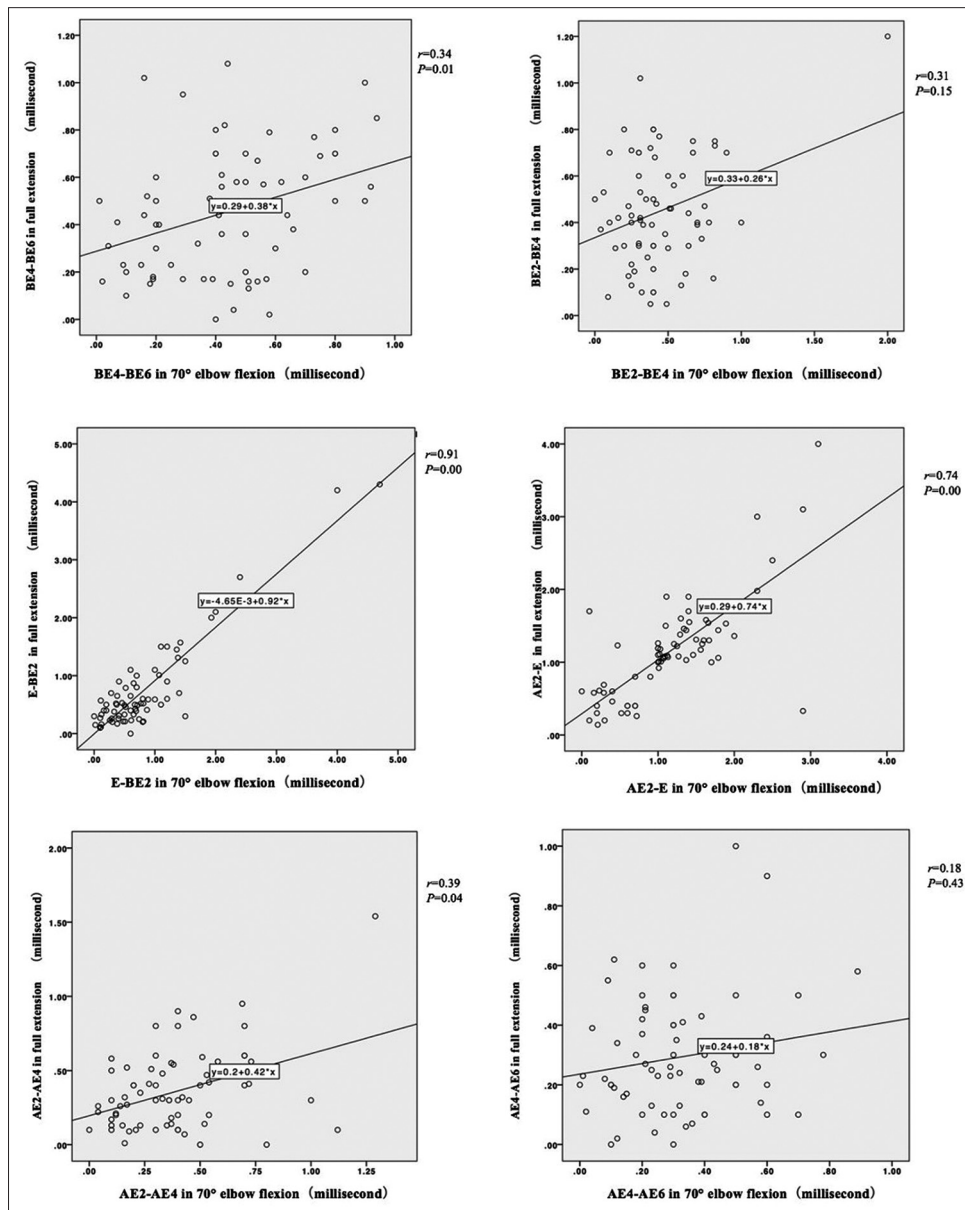 1.20
1.00
.80
.60
.40
.20
.00
BE4-BE6 in full extension (millisecond)
y=0.29+0.38*x
r=0.34
P=0.01
.00 .20 .40 .60 .80 1.00
BE4-BE6 in 70° elbow flexion (millisecond)
1.20
1.00
.80
.60
.40
.20
.00
BE2-BE4 in full extension (millisecond)
y=0.33+0.26*x
r=0.31
P=0.15
.00 .50 1.00 1.50 2.00
BE2-BE4 in 70° elbow flexion (millisecond)
5.00
4.00
3.00
2.00
1.00
.00
E-BE2 in full extension (millisecond)
y=-4.65E-3+0.92*x
r=0.91
P=0.00
.00 1.00 2.00 3.00 4.00 5.00
E-BE2 in 70° elbow flexion (millisecond)
4.00
3.00
2.00
1.00
.00
AE2-E in full extension (millisecond)
y=0.29+0.74*x
r=0.74
P=0.00
.00 1.00 2.00 3.00 4.00
AE2-E in 70° elbow flexion (millisecond)
2.00
1.50
1.00
.50
.00
AE2-AE4 in full extension (millisecond)
y=0.2+0.42*x
r=0.39
P=0.04
.00 .25 .50 .75 1.00 1.25
AE2-AE4 in 70° elbow flexion (millisecond)
1.00
.80
.60
.40
.20
.00
AE4-AE6 in full extension (millisecond)
y=0.24+0.18*x
r=0.18
P=0.43
.00 .20 .40 .60 .80 1.00
AE4-AE6 in 70° elbow flexion (millisecond)